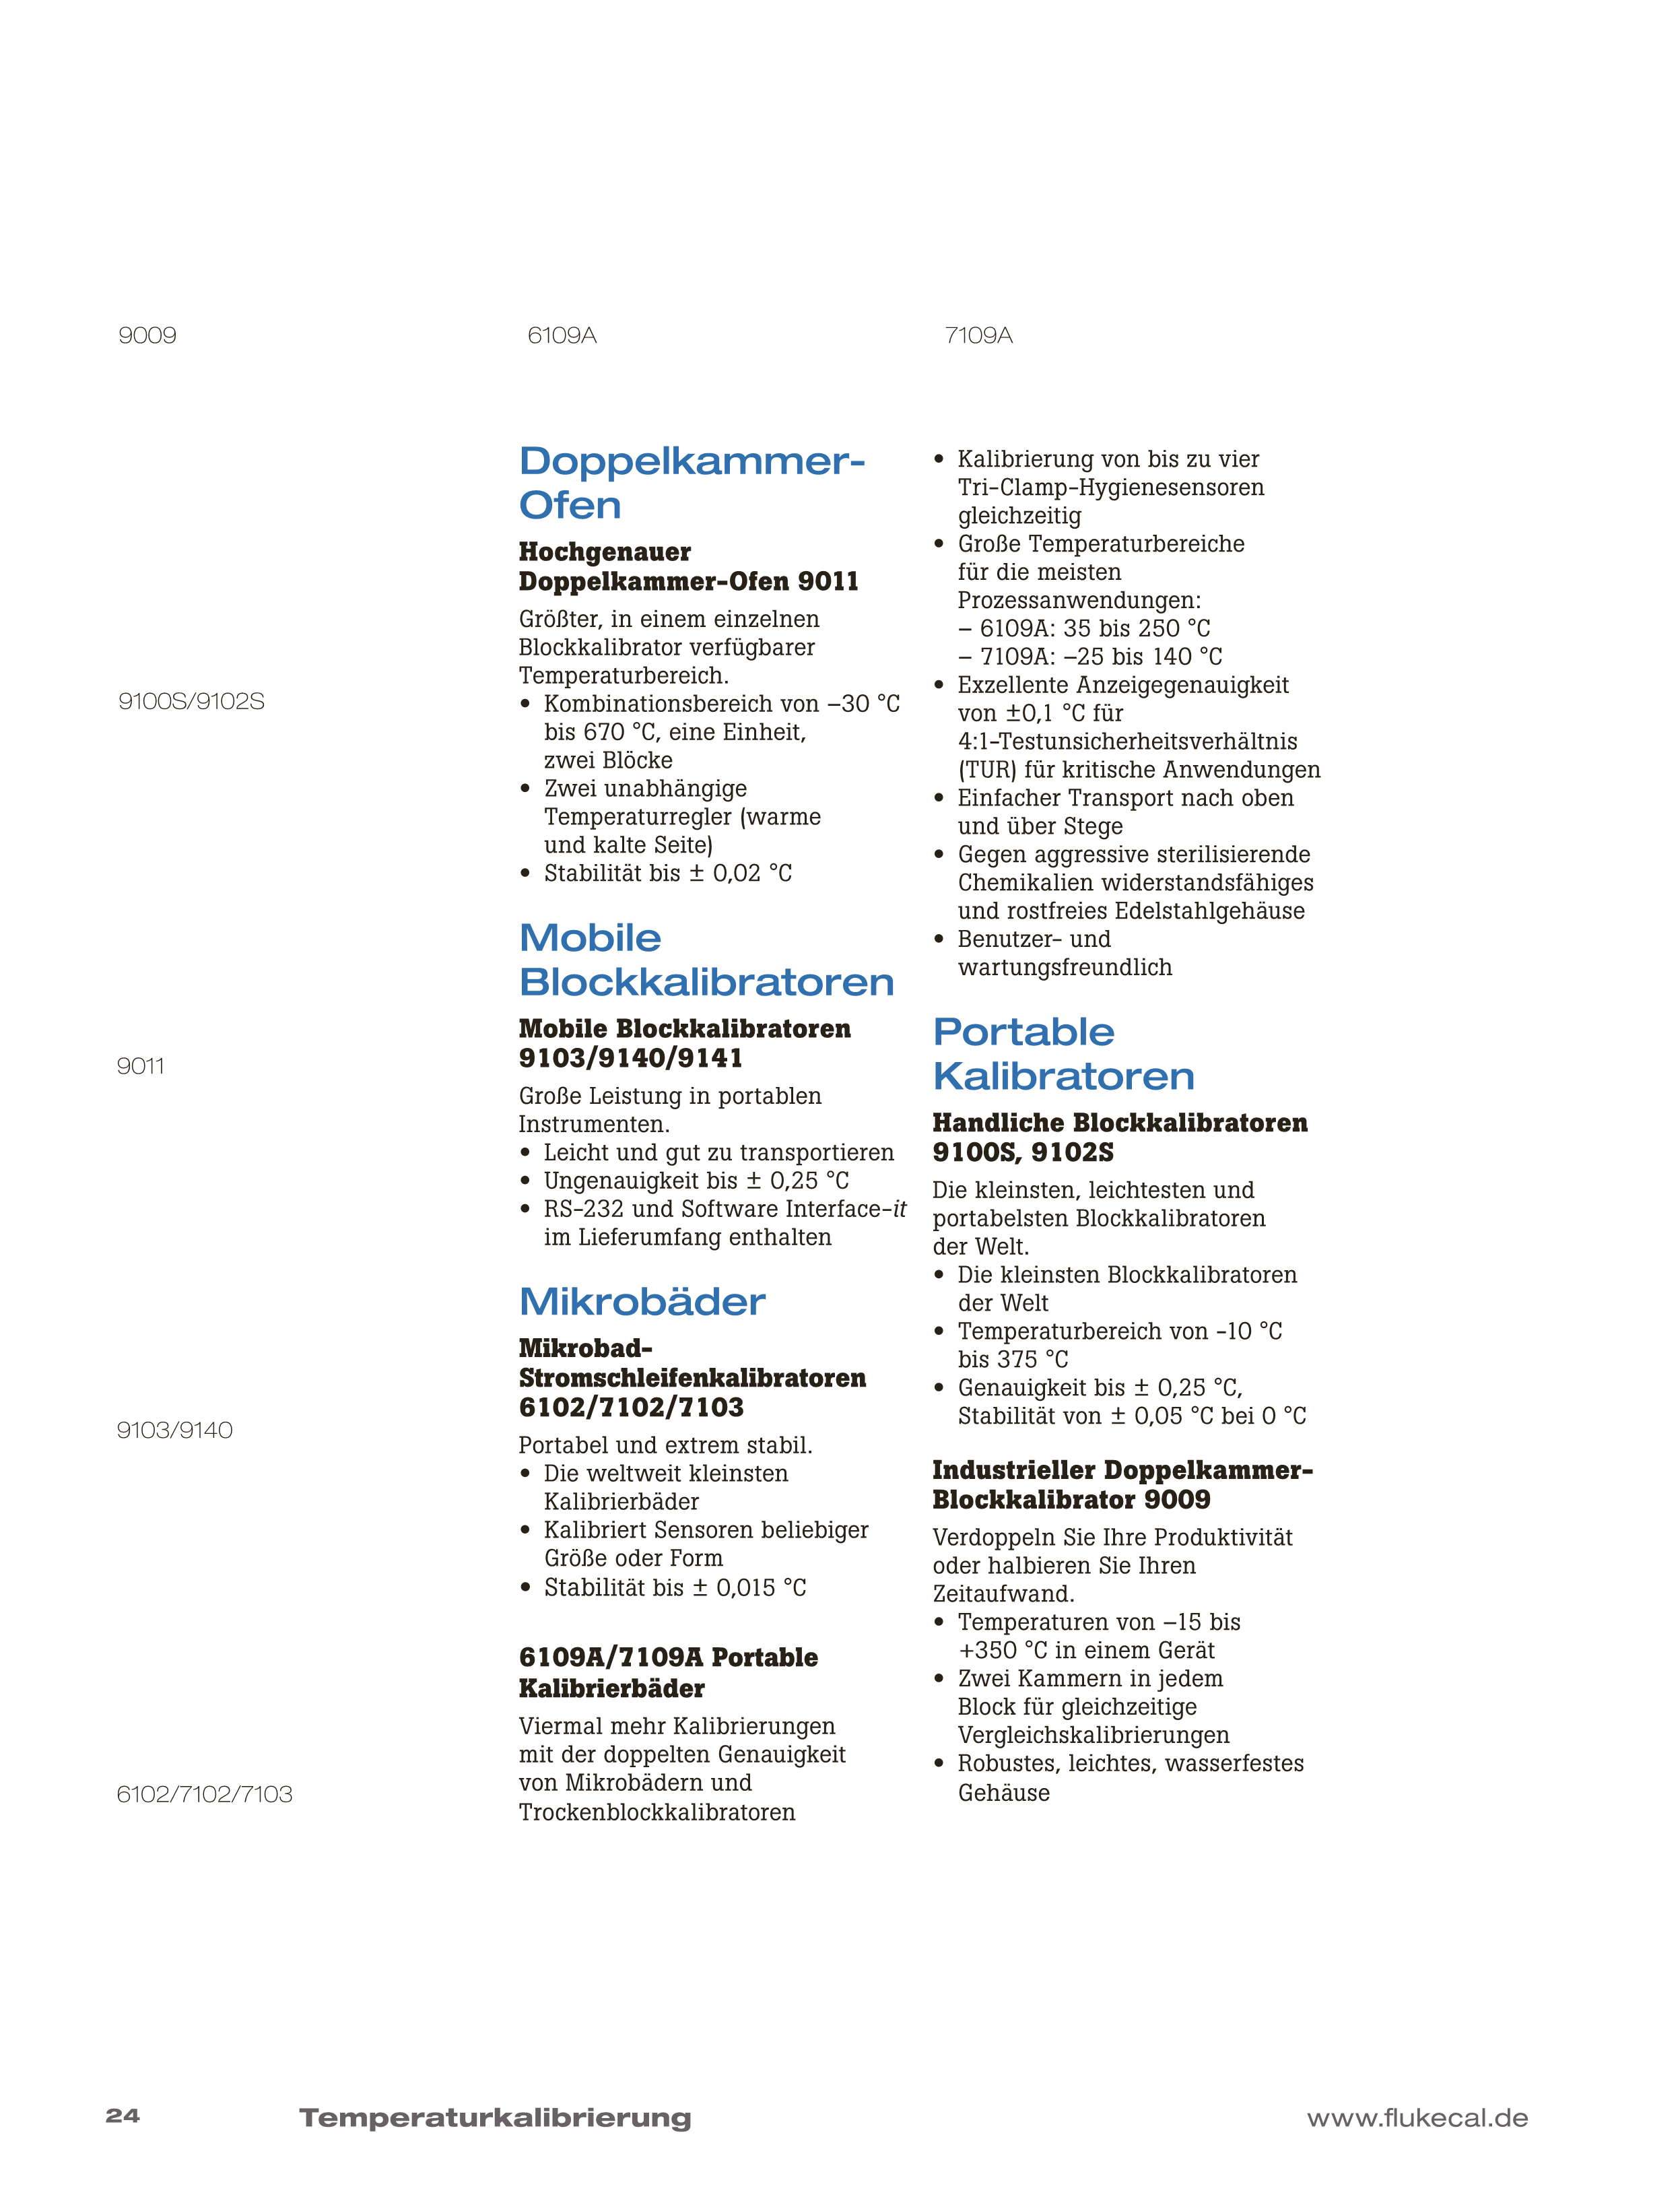 9009
6109A
7109A
9100S/9102S
9011
9103/9140
6102/7102/7103
Doppelkammer-
Ofen
Hochgenauer
Doppelkammer-Ofen 9011
Größter, in einem einzelnen
Blockkalibrator verfügbarer
Temperaturbereich.
• Kombinationsbereich von –30 °C
bis 670 °C, eine Einheit,
zwei Blöcke
• Zwei unabhängige
Temperaturregler (warme
und kalte Seite)
• Stabilität bis ± 0,02 °C
Mobile
Blockkalibratoren
Mobile Blockkalibratoren
9103/9140/9141
Große Leistung in portablen
Instrumenten.
• Leicht und gut zu transportieren
• Ungenauigkeit bis ± 0,25 °C
• RS-232 und Software Interface-it
im Lieferumfang enthalten
Mikrobäder
Mikrobad-
Stromschleifenkalibratoren
6102/7102/7103
Portabel und extrem stabil.
• Die weltweit kleinsten
Kalibrierbäder
• Kalibriert Sensoren beliebiger
Größe oder Form
• Stabilität bis ± 0,015 °C
6109A/7109A Portable
Kalibrierbäder
Viermal mehr Kalibrierungen
mit der doppelten Genauigkeit
von Mikrobädern und
Trockenblockkalibratoren
• Kalibrierung von bis zu vier
Tri-Clamp-Hygienesensoren
gleichzeitig
• Große Temperaturbereiche
für die meisten
Prozessanwendungen:
– 6109A: 35 bis 250 °C
– 7109A: –25 bis 140 °C
• Exzellente Anzeigegenauigkeit
von ±0,1 °C für
4:1-Testunsicherheitsverhältnis
(TUR) für kritische Anwendungen
• Einfacher Transport nach oben
und über Stege
• Gegen aggressive sterilisierende
Chemikalien widerstandsfähiges
und rostfreies Edelstahlgehäuse
• Benutzer- und
wartungsfreundlich
Portable
Kalibratoren
Handliche Blockkalibratoren
9100S, 9102S
Die kleinsten, leichtesten und
portabelsten Blockkalibratoren
der Welt.
• Die kleinsten Blockkalibratoren
der Welt
• Temperaturbereich von -10 °C
bis 375 °C
• Genauigkeit bis ± 0,25 °C,
Stabilität von ± 0,05 °C bei 0 °C
Industrieller Doppelkammer-
Blockkalibrator 9009
Verdoppeln Sie Ihre Produktivität
oder halbieren Sie Ihren
Zeitaufwand.
• Temperaturen von –15 bis
+350 °C in einem Gerät
• Zwei Kammern in jedem
Block für gleichzeitige
Vergleichskalibrierungen
• Robustes, leichtes, wasserfestes
Gehäuse
24
Temperaturkalibrierung
www.flukecal.de